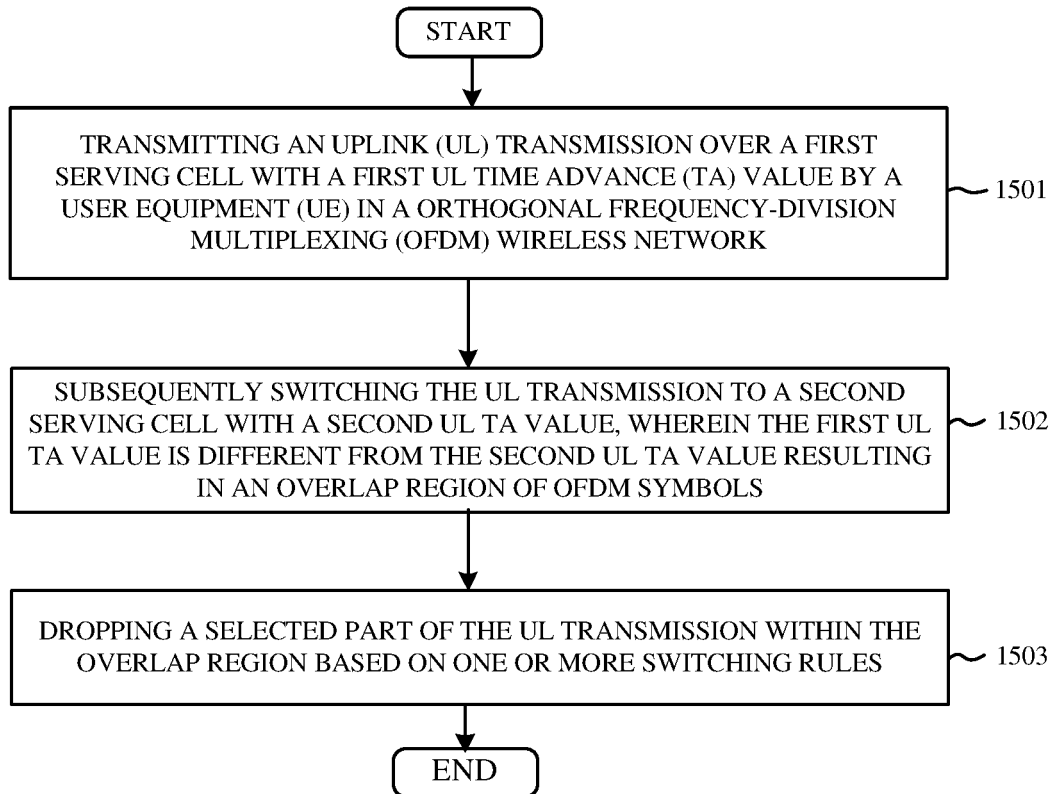 START
TRANSMITTING AN UPLINK (UL) TRANSMISSION OVER A FIRST
SERVING CELL WITH A FIRST UL TIME ADVANCE (TA) VALUE BY A
USER EQUIPMENT (UE) IN A ORTHOGONAL FREQUENCY-DIVISION
MULTIPLEXING (OFDM) WIRELESS NETWORK
1501
SUBSEQUENTLY SWITCHING THE UL TRANSMISSION TO A SECOND
SERVING CELL WITH A SECOND UL TA VALUE, WHEREIN THE FIRST UL
TA VALUE IS DIFFERENT FROM THE SECOND UL TA VALUE RESULTING
IN AN OVERLAP REGION OF OFDM SYMBOLS
1502
DROPPING A SELECTED PART OF THE UL TRANSMISSION WITHIN THE
OVERLAP REGION BASED ON ONE OR MORE SWITCHING RULES
1503
END